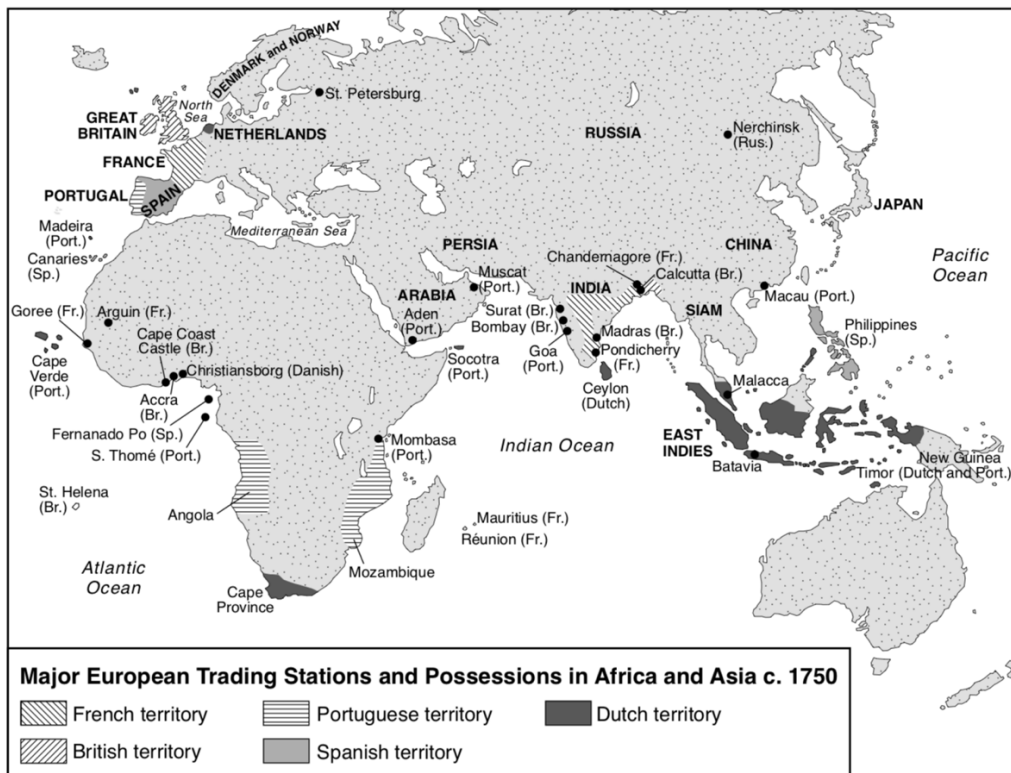 DENMARK and NORWAY
St. Petersburg
North
Sea
GREAT
BRITAIN
NETHERLANDS
RUSSIA
Nerchinsk
(Rus.)
FRANCE
PORTUGAL
SPAIN
JAPAN
Madeira
(Port.)
Mediterranean Sea
Canaries
(Sp.)
PERSIA
CHINA
Pacific
Ocean
Chandernagore (Fr.)
Calcutta (Br.)
Muscat
(Port.)
INDIA
Macau (Port.)
ARABIA
Aden
(Port.)
Surat (Br.)
Bombay (Br.)
SIAM
Goree (Fr.)
Arguin (Fr.)
Cape Coast
Castle (Br.)
Goa
(Port.)
Madras (Br.)
Pondicherry
(Fr.)
Philippines
(Sp.)
Cape
Verde
(Port.)
Christiansborg (Danish)
Socotra
(Port.)
Ceylon
(Dutch)
Malacca
Accra
(Br.)
Fernanado Po (Sp.)
S. Thomé (Port.)
Mombasa
(Port.)
Indian Ocean
EAST
INDIES
Batavia
New Guinea
Timor (Dutch and Port.)
St. Helena
(Br.)
Angola
Mauritius (Fr.)
Réunion (Fr.)
Mozambique
Atlantic
Ocean
Cape
Province
Major European Trading Stations and Possessions in Africa and Asia c. 1750
French territory
Portuguese territory
Dutch territory
British territory
Spanish territory